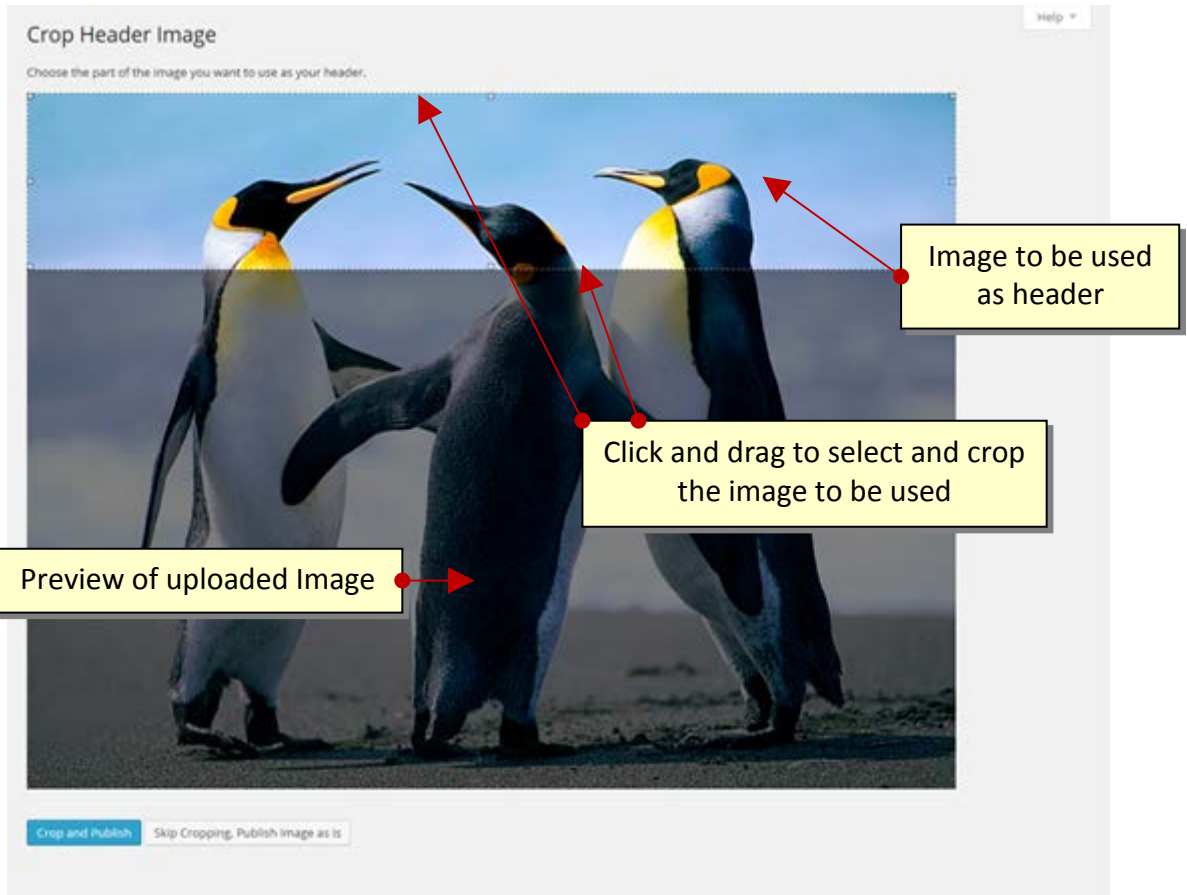 Help
Crop Header Image
Choose the part of the image you want to use as your header.
Image to be used
as header
Click and drag to select and crop
the image to be used
Preview of uploaded Image
Crop and Publish
Skip Cropping, Publish Image as Is